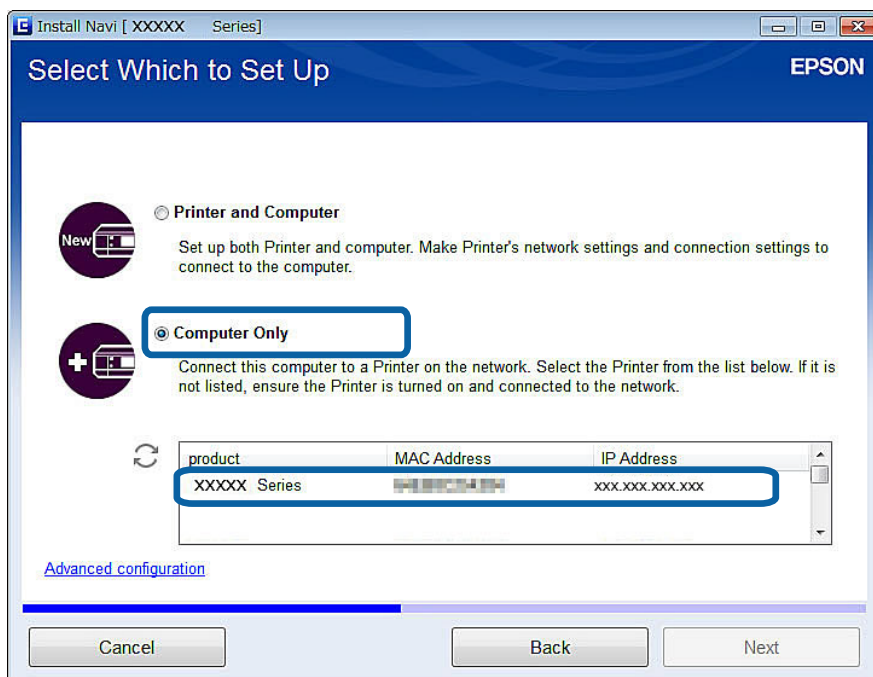 Install Navi [ XXXXX Series]
Select Which to Set Up
EPSON
New
Printer and Computer
Set up both Printer and computer. Make Printer's network settings and connection settings to
connect to the computer.
Computer Only
Connect this computer to a Printer on the network. Select the Printer from the list below. If it is
not listed, ensure the Printer is turned on and connected to the network.
product MAC Address IP Address
XXXXX Series xxx.xxx.xxx.xxx
Advanced configuration
Cancel Back Next